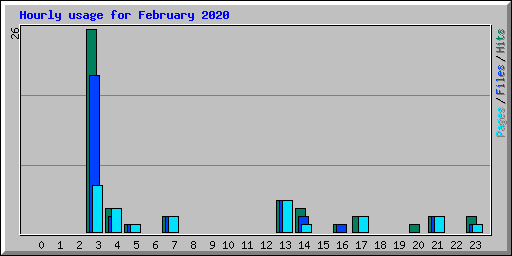 Hourly usage for February 2020
26
Pages/Files/Hits
0 1 2 3 4 5 6 7 8 9 10 11 12 13 14 15 16 17 18 19 20 21 22 23